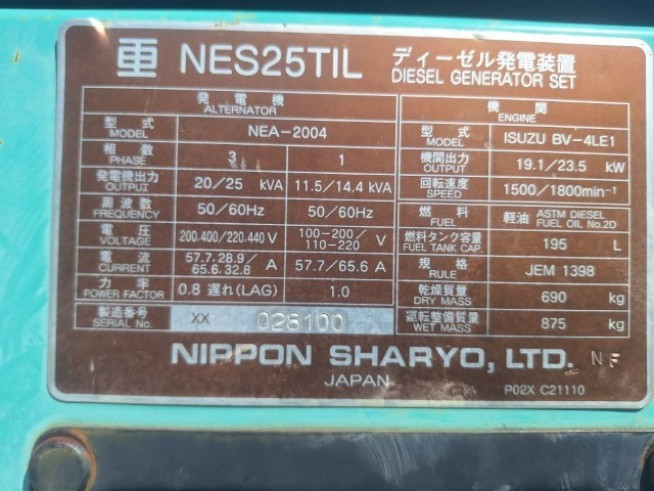 NES25TIL ディーゼル発電装置
DIESEL GENERATOR SET
発電機
ALTERNATOR
型式 MODEL NEA-2004
相数 PHASE 3 1
発電機出力 OUTPUT 20/25 kVA 11.5/14.4 kVA
周波数 FREQUENCY 50/60Hz 50/60Hz
電圧 VOLTAGE 200.400/220.440 V 100-200/110-220 V
電流 CURRENT 57.7.28.9/65.6.32.8 A 57.7/65.6 A
力率 POWER FACTOR 0.8 遅れ(LAG) 1.0
製造番号 SERIAL No. XX 026100
機関
ENGINE
型式 MODEL ISUZU BV-4LE1
機関出力 OUTPUT 19.1/23.5 kW
回転速度 SPEED 1500/1800min⁻¹
燃料 FUEL 軽油 ASTM DIESEL FUEL OIL No.2D
燃料タンク容量 FUEL TANK CAP. 195 L
規格 RULE JEM 1398
乾燥質量 DRY MASS 690 kg
運転整備質量 WET MASS 875 kg
NIPPON SHARYO, LTD. NF
JAPAN
P02X C21110